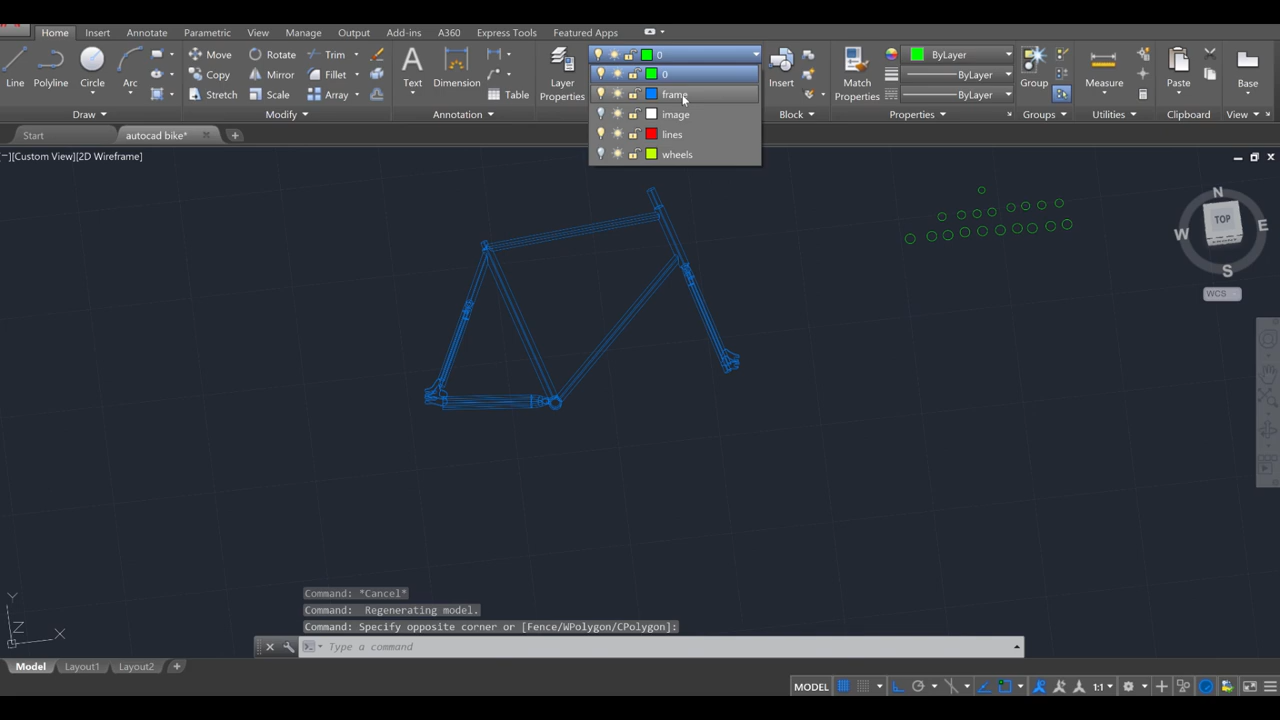 Home Insert Annotate Parametric View Manage Output Add-ins A360 Express Tools Featured Apps
Line Polyline Circle Arc
Move Rotate Trim
Copy Mirror Fillet
Stretch Scale Array
Text Dimension
Table
Layer
Properties
0
0
frame
image
lines
wheels
Insert
Match
Properties
ByLayer
ByLayer
ByLayer
Group
Measure
Paste
Base
Draw Modify Annotation Block Properties Groups Utilities Clipboard View
Start autocad bike*
[−][Custom View][2D Wireframe]
N
W TOP E
S
WCS
Y
Z
X
Command: *Cancel*
Command:  Regenerating model.
Command: Specify opposite corner or [Fence/WPolygon/CPolygon]:
Type a command
Model Layout1 Layout2
MODEL 1:1